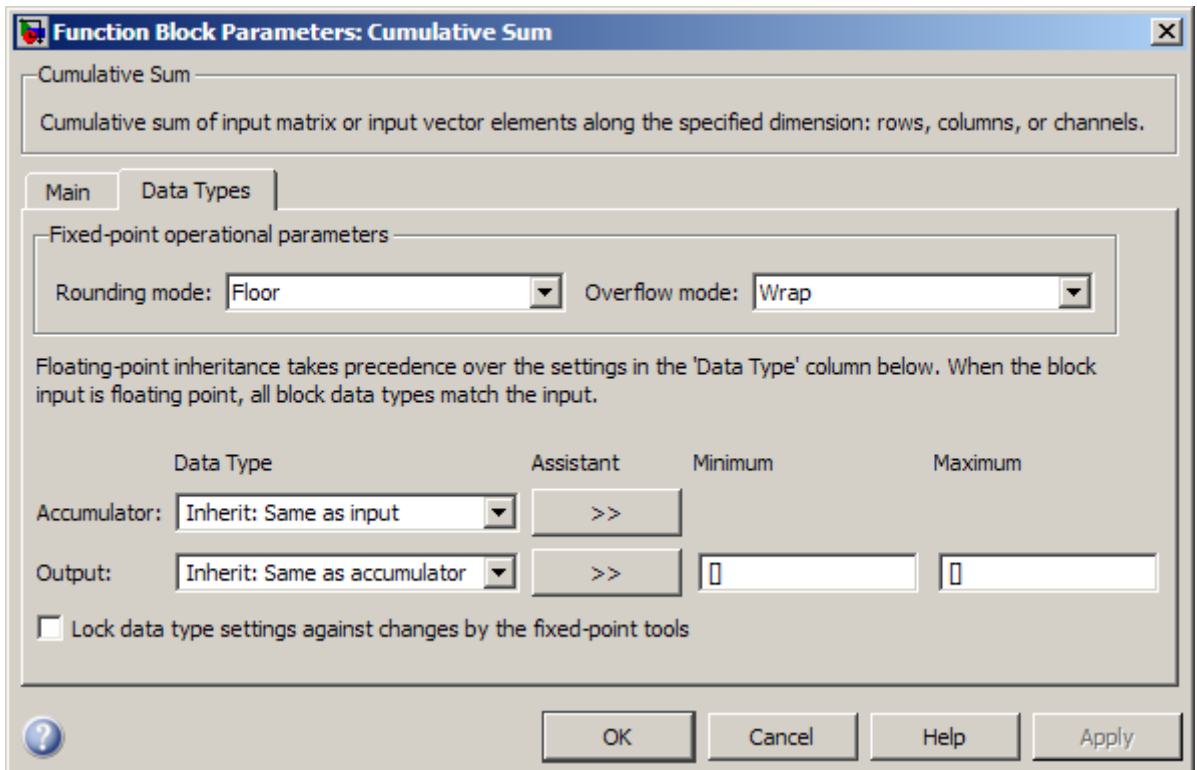 Function Block Parameters: Cumulative Sum
Cumulative Sum
Cumulative sum of input matrix or input vector elements along the specified dimension: rows, columns, or channels.
Main Data Types
Fixed-point operational parameters
Rounding mode: Floor Overflow mode: Wrap
Floating-point inheritance takes precedence over the settings in the 'Data Type' column below. When the block
input is floating point, all block data types match the input.
Data Type Assistant Minimum Maximum
Accumulator: Inherit: Same as input >>
Output: Inherit: Same as accumulator >> [] []
Lock data type settings against changes by the fixed-point tools
? OK Cancel Help Apply